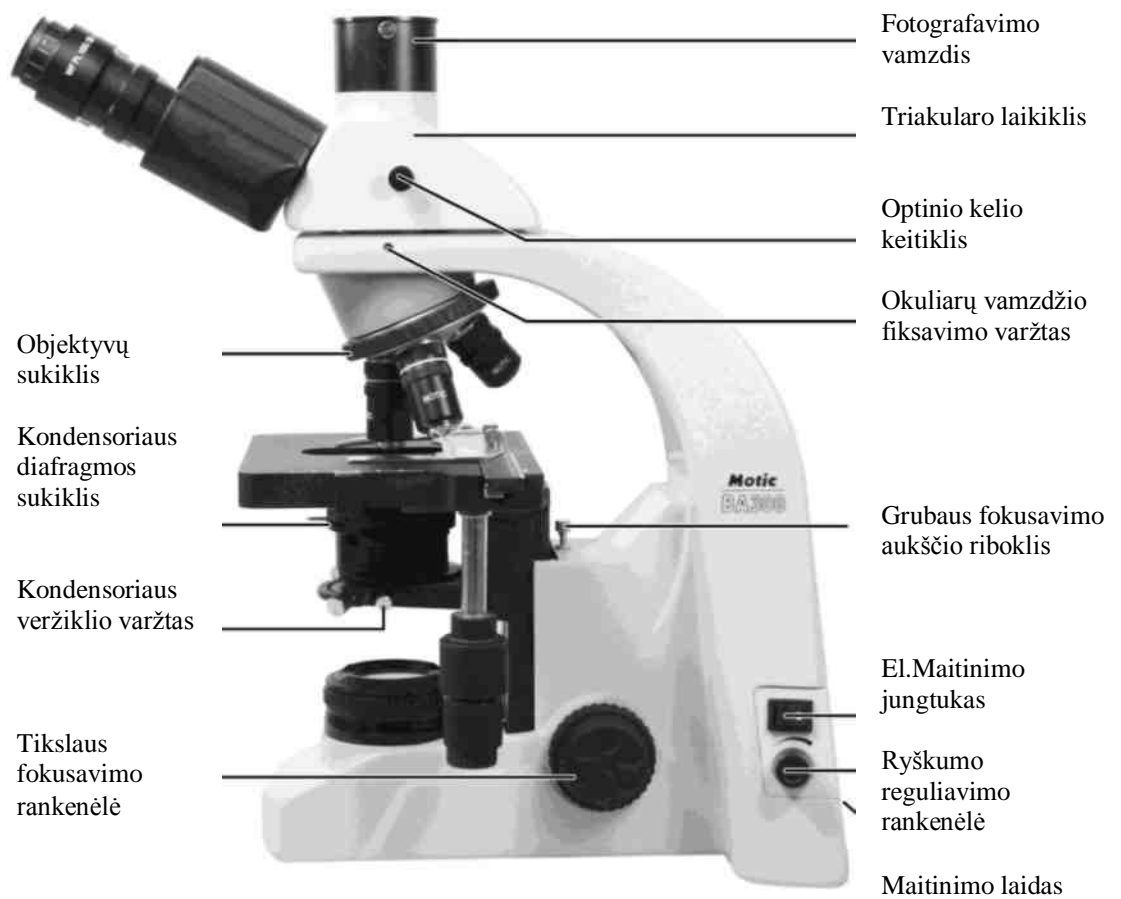 Fotografavimo
vamzdis
Triakularo laikiklis
Optinio kelio
keitiklis
Okuliarų vamzdžio
fiksavimo varžtas
Objektyvų
sukiklis
Kondensoriaus
diafragmos
sukiklis
Motic
BA300
Grubaus fokusavimo
aukščio riboklis
Kondensoriaus
veržiklio varžtas
El.Maitinimo
jungtukas
Tikslaus
fokusavimo
rankenėlė
Ryškumo
reguliavimo
rankenėlė
Maitinimo laidas
MOTIC